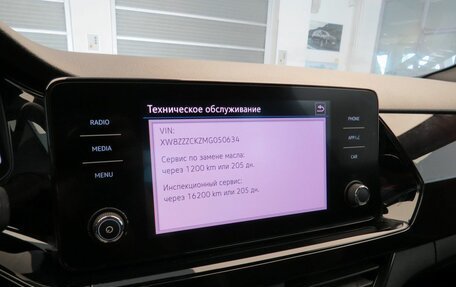 Техническое обслуживание
RADIO
MEDIA
MENU
VIN:
XW8ZZZCKZMG050634
Сервис по замене масла:
через 1200 km или 205 дн.
Инспекционный сервис:
через 16200 km или 205 дн.
PHONE
APP
CAR